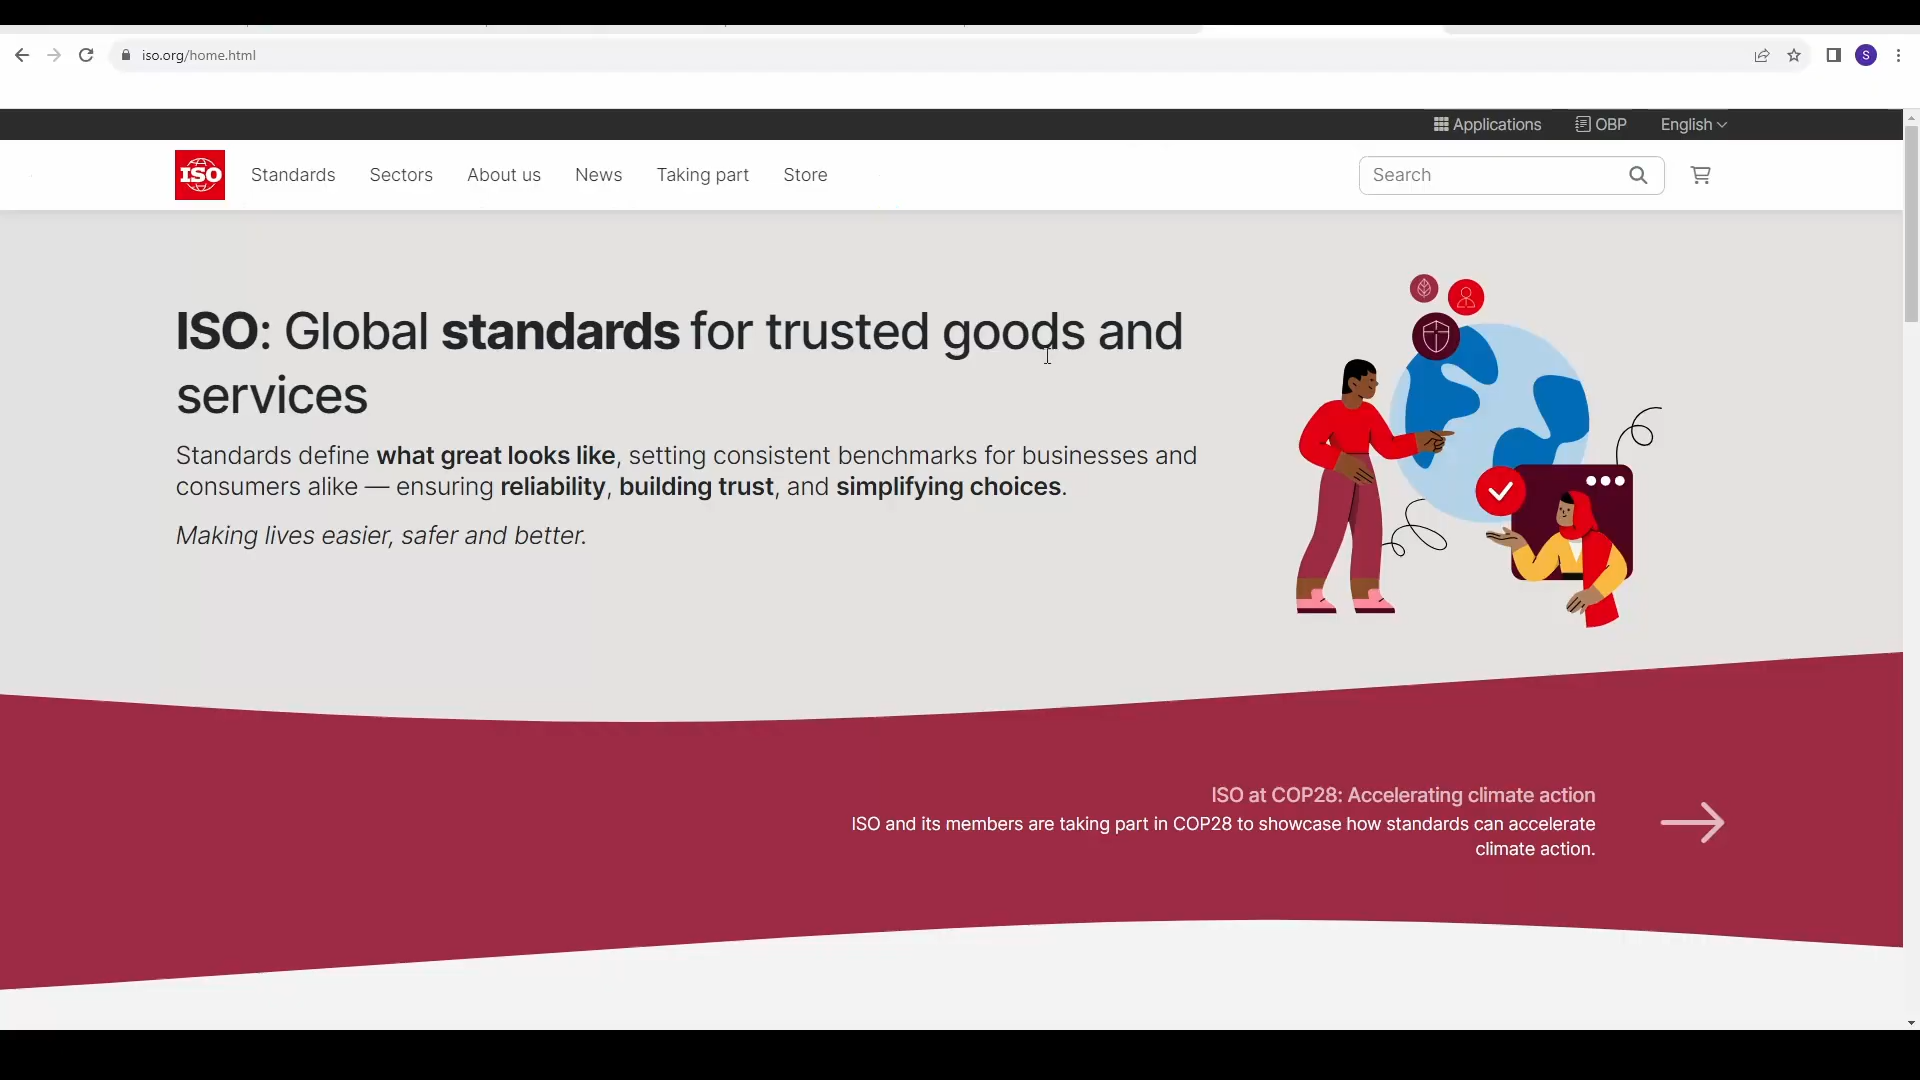 iso.org/home.html
S
Applications
OBP
English
ISO
Standards
Sectors
About us
News
Taking part
Store
Search
ISO: Global standards for trusted goods and
services
Standards define what great looks like, setting consistent benchmarks for businesses and
consumers alike — ensuring reliability, building trust, and simplifying choices.
Making lives easier, safer and better.
ISO at COP28: Accelerating climate action
ISO and its members are taking part in COP28 to showcase how standards can accelerate
climate action.